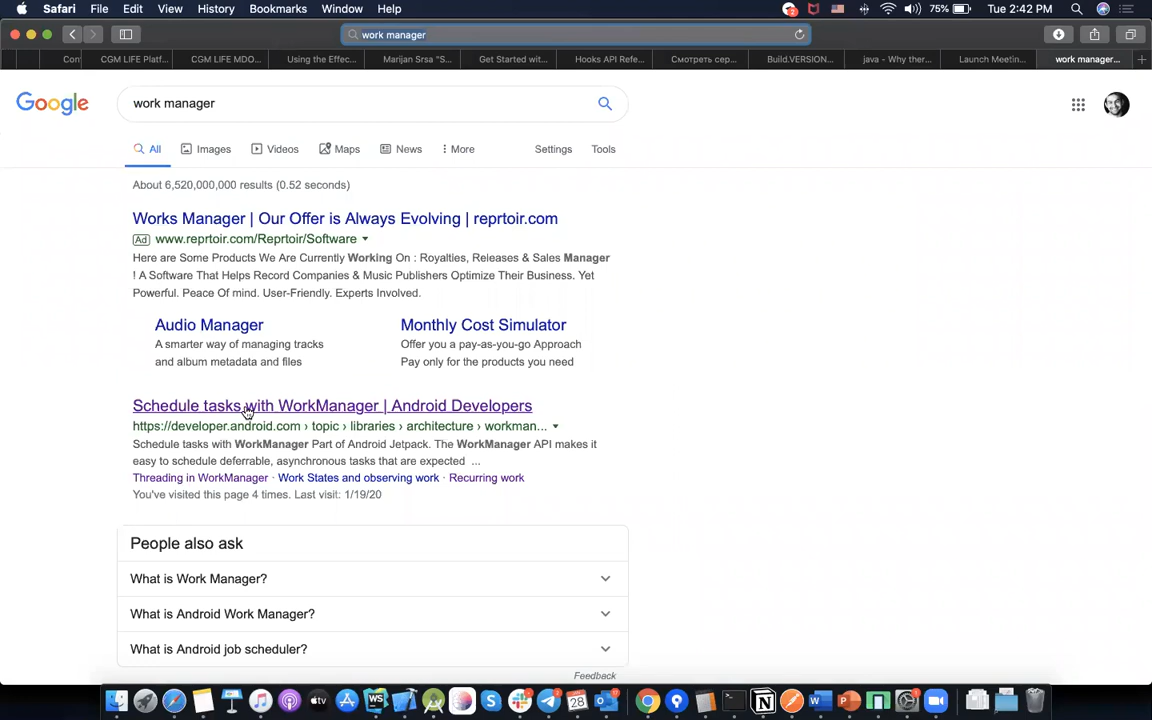 Safari File Edit View History Bookmarks Window Help 2 75% Tue 2:42 PM
work manager
Con CGM LIFE Platf... CGM LIFE MDO... Using the Effec... Marijan Srsa "S... Get Started wit... Hooks API Refe... Смотреть сер... Build.VERSION... java - Why ther... Launch Meetin... work manager...
Google work manager
All Images Videos Maps News More Settings Tools
About 6,520,000,000 results (0.52 seconds)
Works Manager | Our Offer is Always Evolving | reprtoir.com
Ad www.reprtoir.com/Reprtoir/Software
Here are Some Products We Are Currently Working On : Royalties, Releases & Sales Manager
! A Software That Helps Record Companies & Music Publishers Optimize Their Business. Yet
Powerful. Peace Of mind. User-Friendly. Experts Involved.
Audio Manager Monthly Cost Simulator
A smarter way of managing tracks Offer you a pay-as-you-go Approach
and album metadata and files Pay only for the products you need
Schedule tasks with WorkManager | Android Developers
https://developer.android.com › topic › libraries › architecture › workman...
Schedule tasks with WorkManager Part of Android Jetpack. The WorkManager API makes it
easy to schedule deferrable, asynchronous tasks that are expected ...
Threading in WorkManager · Work States and observing work · Recurring work
You've visited this page 4 times. Last visit: 1/19/20
People also ask
What is Work Manager?
What is Android Work Manager?
What is Android job scheduler?
Feedback